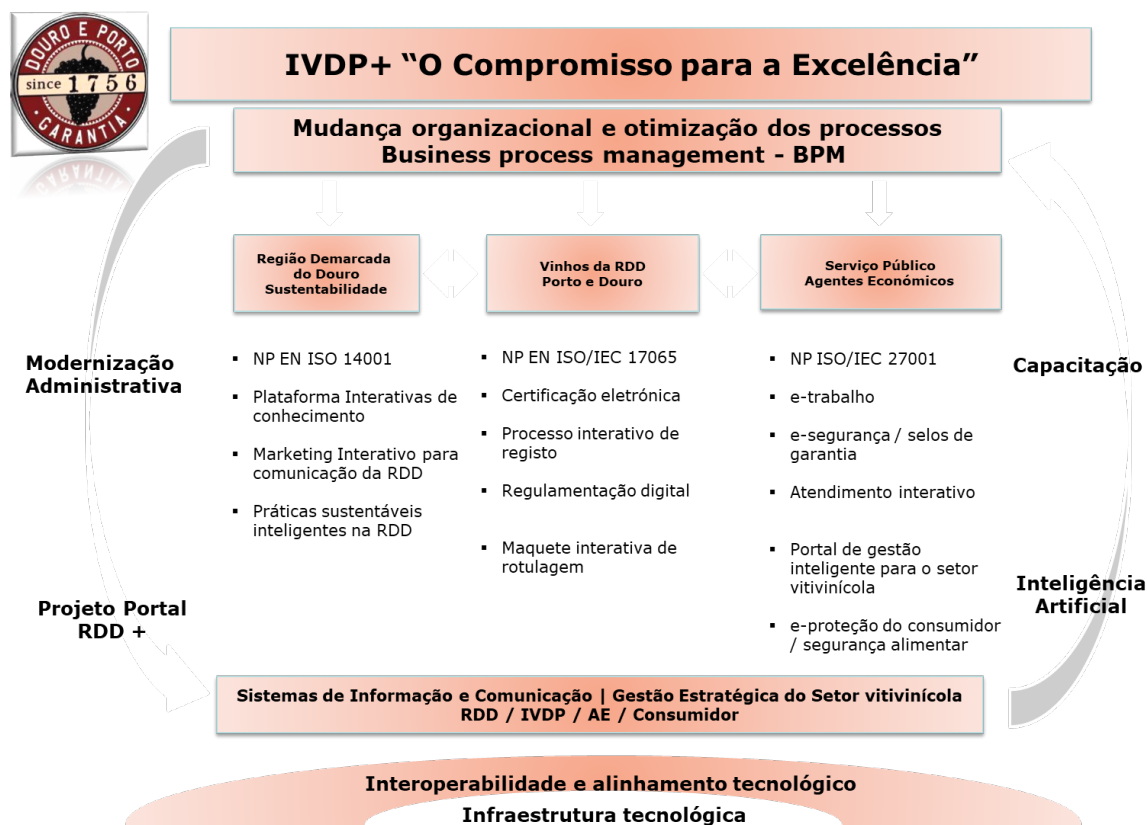 DOURO E PORTO
since 1756
GARANTIA
IVDP+ “O Compromisso para a Excelência”
Mudança organizacional e otimização dos processos
Business process management - BPM
Região Demarcada
do Douro
Sustentabilidade
Vinhos da RDD
Porto e Douro
Serviço Público
Agentes Económicos
Modernização
Administrativa
Projeto Portal
RDD +
▪ NP EN ISO 14001
▪ Plataforma Interativas de
conhecimento
▪ Marketing Interativo para
comunicação da RDD
▪ Práticas sustentáveis
inteligentes na RDD
▪ NP EN ISO/IEC 17065
▪ Certificação eletrónica
▪ Processo interativo de
registo
▪ Regulamentação digital
▪ Maquete interativa de
rotulagem
▪ NP ISO/IEC 27001
▪ e-trabalho
▪ e-segurança / selos de
garantia
▪ Atendimento interativo
▪ Portal de gestão
inteligente para o setor
vitivinícola
▪ e-proteção do consumidor
/ segurança alimentar
Capacitação
Inteligência
Artificial
Sistemas de Informação e Comunicação | Gestão Estratégica do Setor vitivinícola
RDD / IVDP / AE / Consumidor
Interoperabilidade e alinhamento tecnológico
Infraestrutura tecnológica